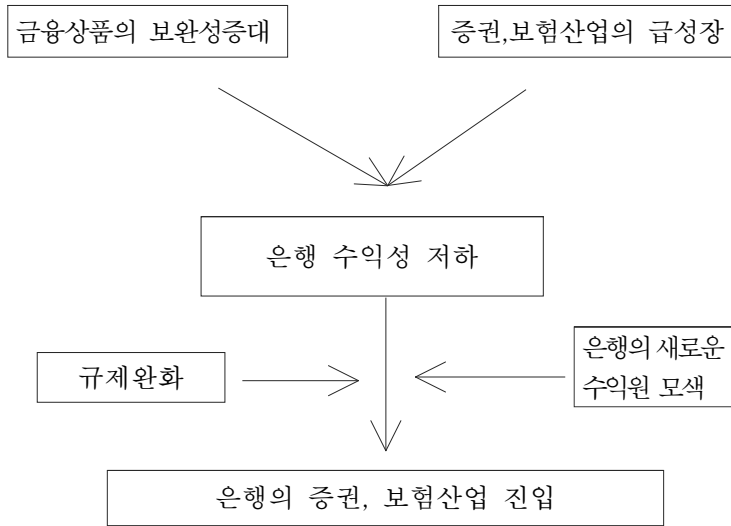 금융상품의 보완성증대
증권,보험산업의 급성장
은행 수익성 저하
규제완화
은행의 새로운
수익원 모색
은행의 증권, 보험산업 진입